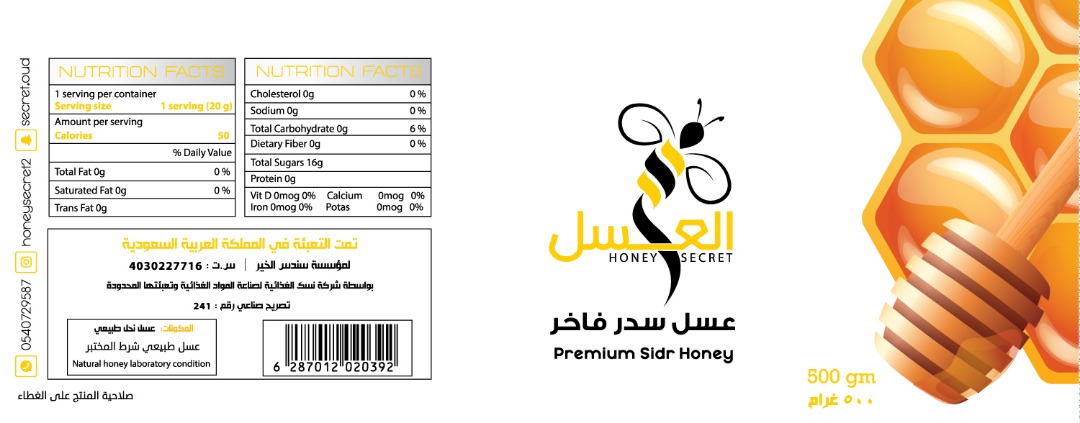 secret.oud
honeysecret2
0540729587
NUTRITION FACTS
1 serving per container
Serving size 1 serving (20 g)
Amount per serving
Calories 50
% Daily Value
Total Fat 0g 0 %
Saturated Fat 0g 0 %
Trans Fat 0g
NUTRITION FACTS
Cholesterol 0g 0 %
Sodium 0g 0 %
Total Carbohydrate 0g 6 %
Dietary Fiber 0g 0 %
Total Sugars 16g
Protein 0g
Vit D 0mog 0% Calcium 0mog 0%
Iron 0mog 0% Potas 0mog 0%
تمت التعبئة في المملكة العربية السعودية
لمؤسسة سندس الخير | س.ت : 4030227716
بواسطة شركة نسك الغذائية لصناعة المواد الغذائية وتعبئتها المحدودة
تصريح صناعي رقم : 241
المكونات: عسل نحل طبيعي
عسل طبيعي شرط المختبر
Natural honey laboratory condition
6 287012 020392
صلاحية المنتج على الغطاء
سر
العسل
HONEY SECRET
عسل سدر فاخر
Premium Sidr Honey
500 gm
٥٠٠ غرام